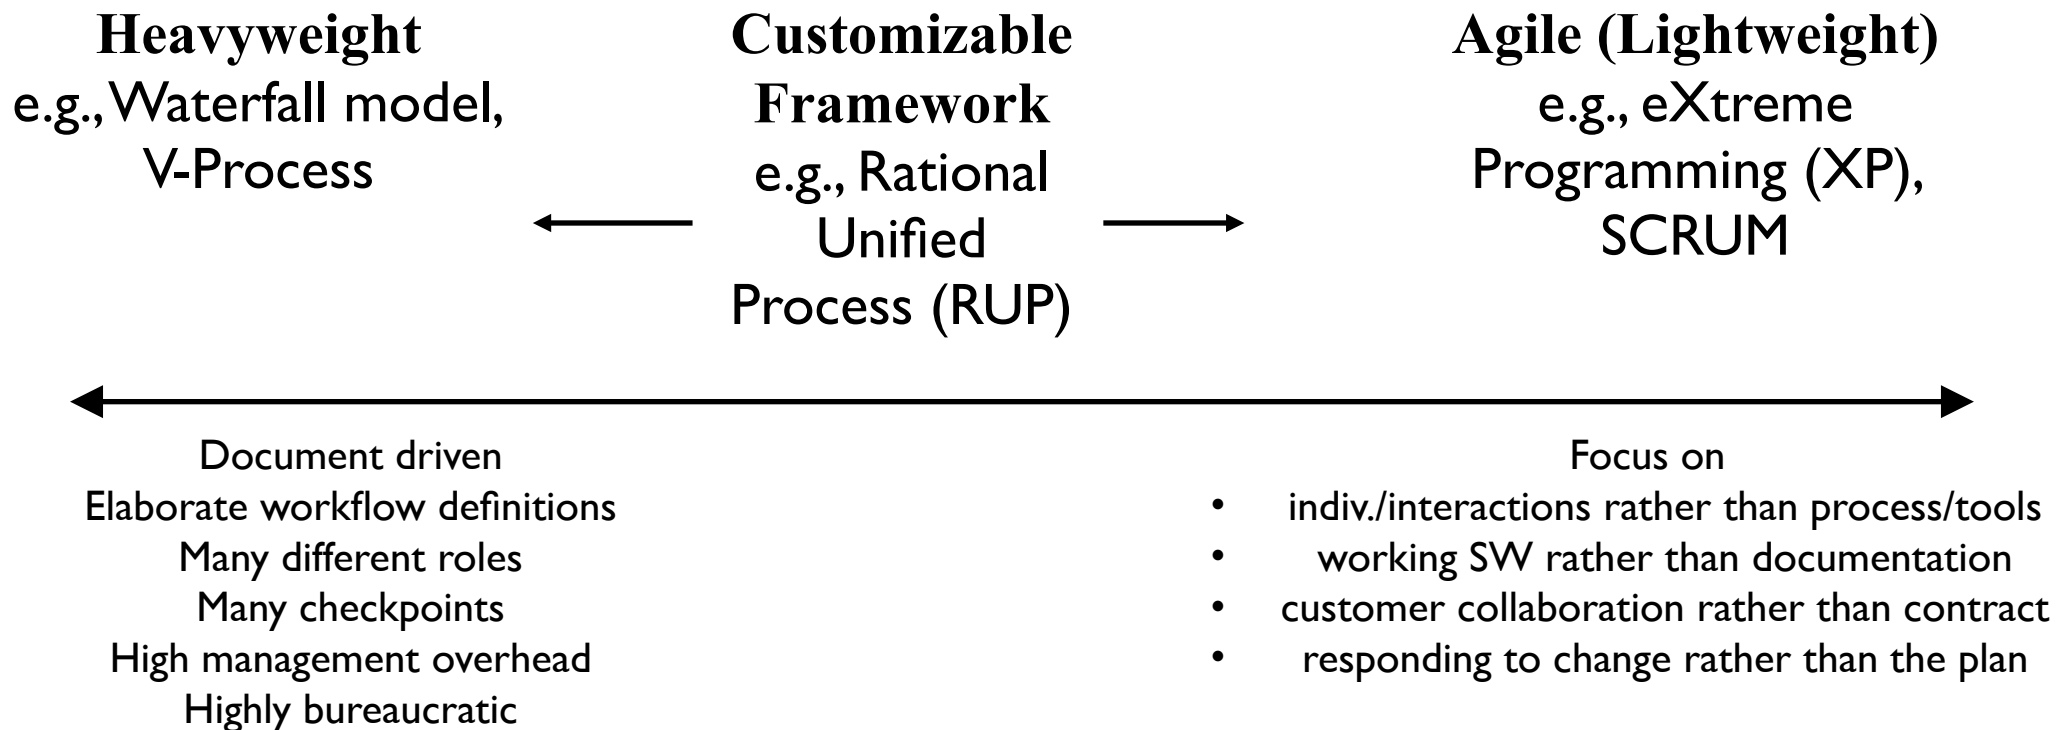 Heavyweight
e.g., Waterfall model,
V-Process
Customizable
Framework
e.g., Rational
Unified
Process (RUP)
Agile (Lightweight)
e.g., eXtreme
Programming (XP),
SCRUM
Document driven
Elaborate workflow definitions
Many different roles
Many checkpoints
High management overhead
Highly bureaucratic
Focus on
• indiv./interactions rather than process/tools
• working SW rather than documentation
• customer collaboration rather than contract
• responding to change rather than the plan